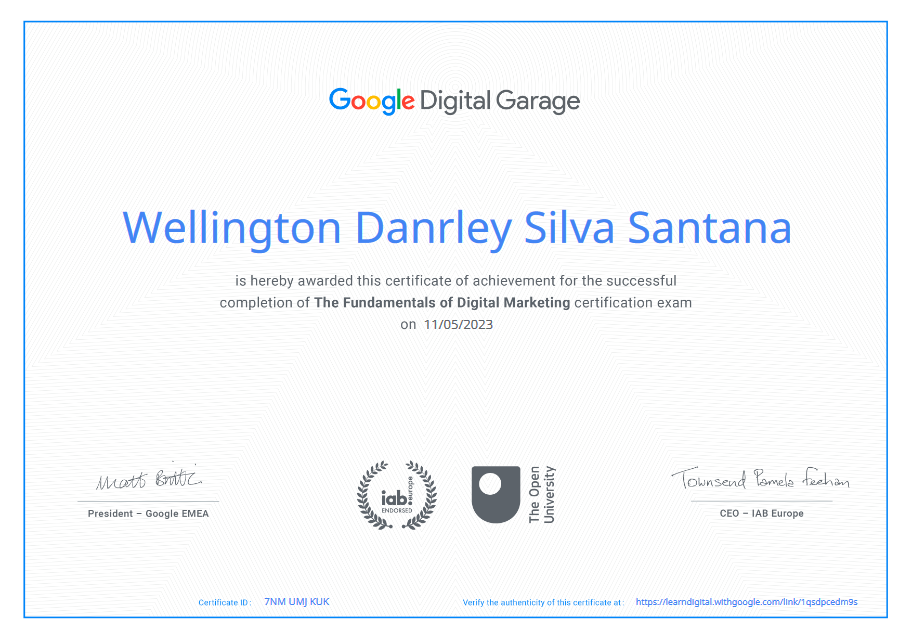 Google Digital Garage
Wellington Danrley Silva Santana
is hereby awarded this certificate of achievement for the successful
completion of The Fundamentals of Digital Marketing certification exam
on 11/05/2023
Matt Brittin
President – Google EMEA
iab.europe
ENDORSED
The Open
University
Townsend Pamela Feehan
CEO – IAB Europe
Certificate ID: 7NM UMJ KUK
Verify the authenticity of this certificate at: https://learndigital.withgoogle.com/link/1qsdpcedm9s